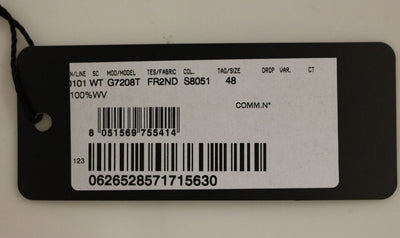 N/LINE SC MOD/MODEL TES/FABRIC COL. TAG/SIZE DROP VAR. CT
0101 WT G7208T FR2ND S8051 48
100%WV
COMM.N°
8 051569 755414
123
0626528571715630